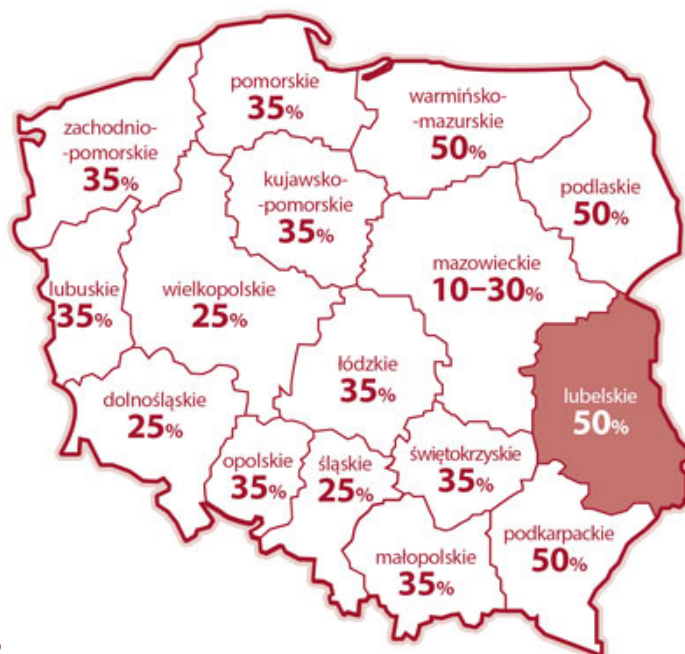 pomorskie
35%
warmińsko-
-mazurskie
50%
zachodnio-
-pomorskie
35%
kujawsko-
-pomorskie
35%
podlaskie
50%
mazowieckie
10–30%
lubuskie
35%
wielkopolskie
25%
łódzkie
35%
lubelskie
50%
dolnośląskie
25%
opolskie
35%
śląskie
25%
świętokrzyskie
35%
małopolskie
35%
podkarpackie
50%